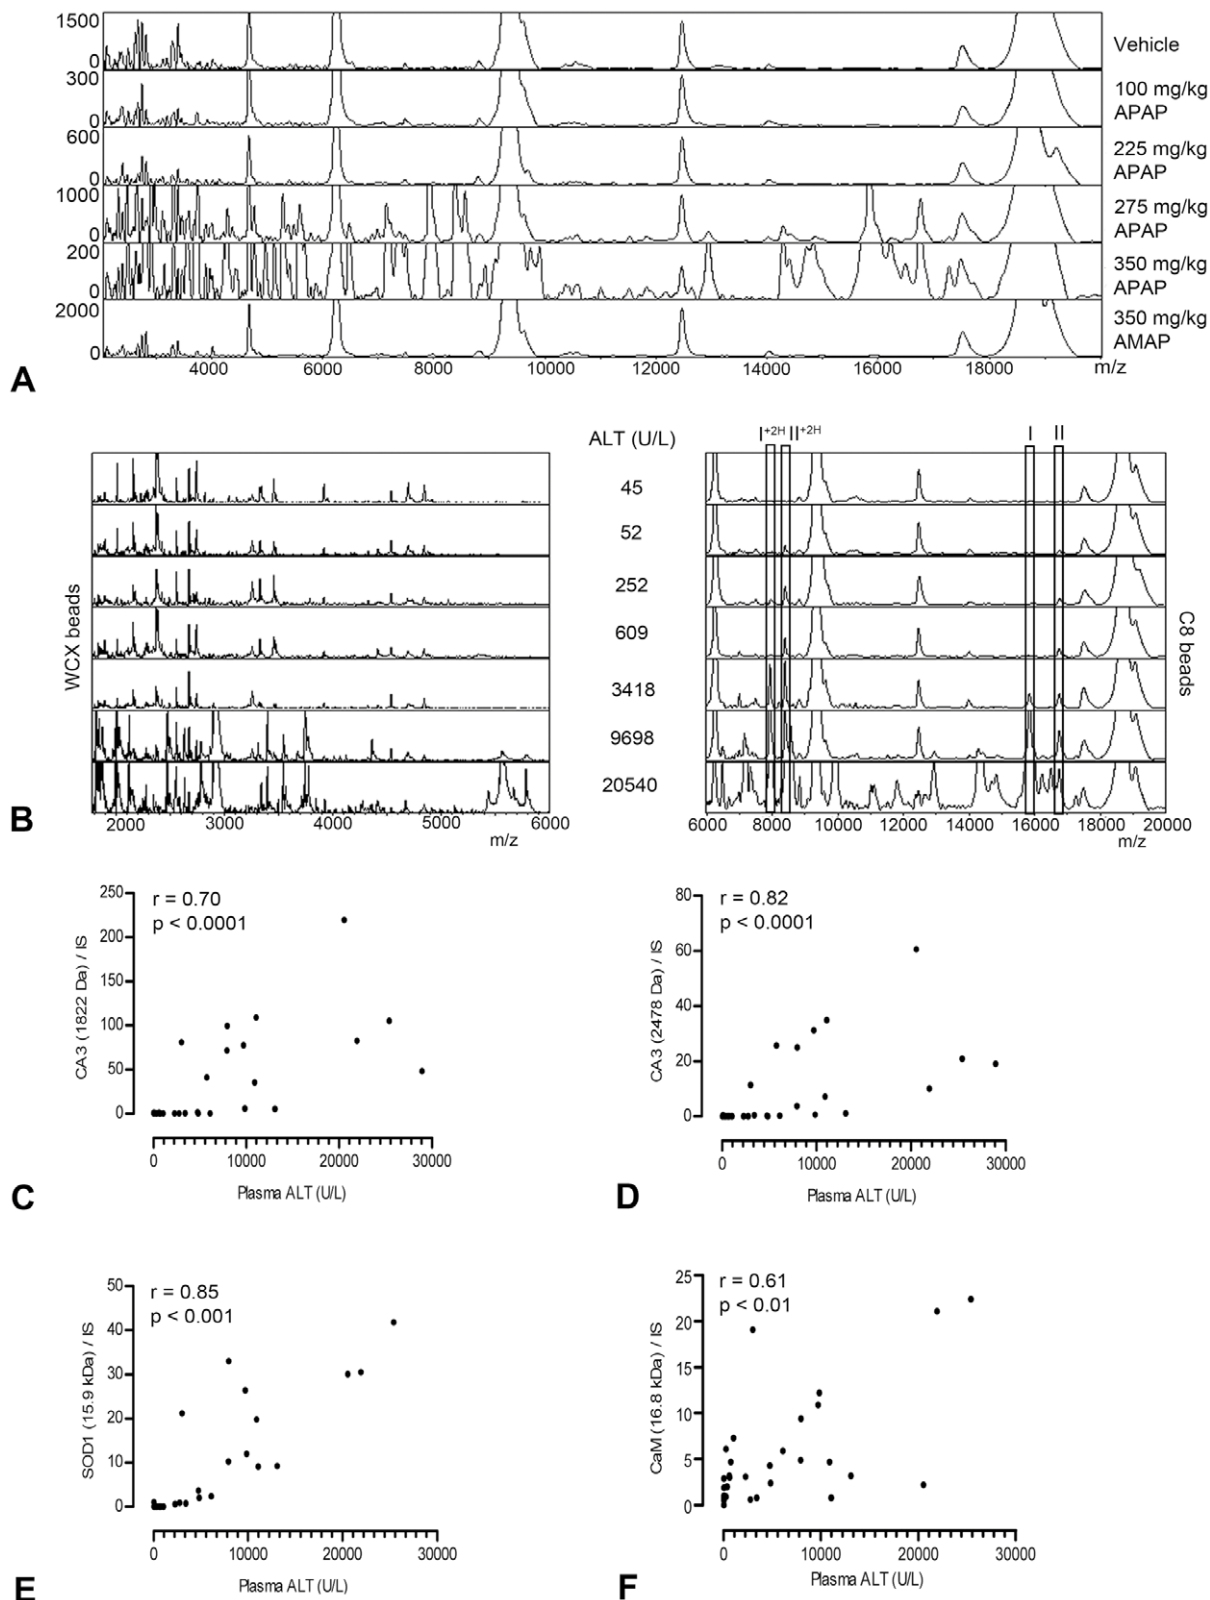 1500
0
Vehicle
300
0
100 mg/kg
APAP
600
0
225 mg/kg
APAP
1000
0
275 mg/kg
APAP
200
0
350 mg/kg
APAP
2000
0
350 mg/kg
AMAP
4000 6000 8000 10000 12000 14000 16000 18000 m/z
A
ALT (U/L)
I+2H II+2H I II
WCX beads
45
52
252
609
3418
9698
20540
C8 beads
2000 3000 4000 5000 6000
m/z
6000 8000 10000 12000 14000 16000 18000 20000
m/z
B
r = 0.70
p < 0.0001
CA3 (1822 Da) / IS
250
200
150
100
50
0
0 10000 20000 30000
Plasma ALT (U/L)
C
r = 0.82
p < 0.0001
CA3 (2478 Da) / IS
80
60
40
20
0
0 10000 20000 30000
Plasma ALT (U/L)
D
r = 0.85
p < 0.001
SOD1 (15.9 kDa) / IS
50
40
30
20
10
0
0 10000 20000 30000
Plasma ALT (U/L)
E
r = 0.61
p < 0.01
CaM (16.8 kDa) / IS
25
20
15
10
5
0
0 10000 20000 30000
Plasma ALT (U/L)
F